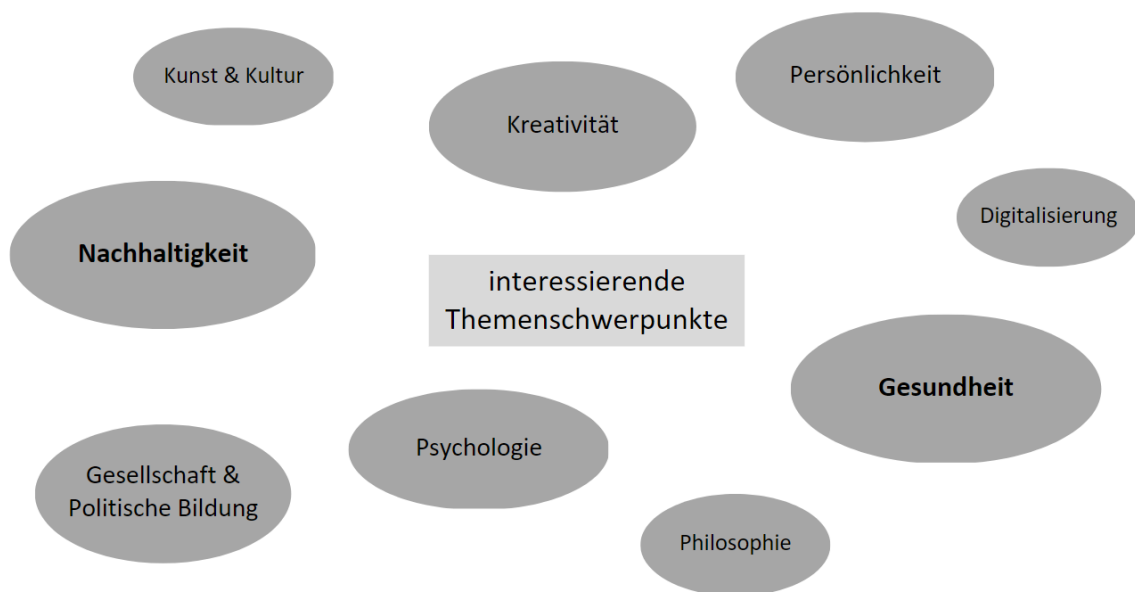 Kunst & Kultur
Kreativität
Persönlichkeit
Nachhaltigkeit
Digitalisierung
interessierende
Themenschwerpunkte
Gesundheit
Psychologie
Gesellschaft &
Politische Bildung
Philosophie